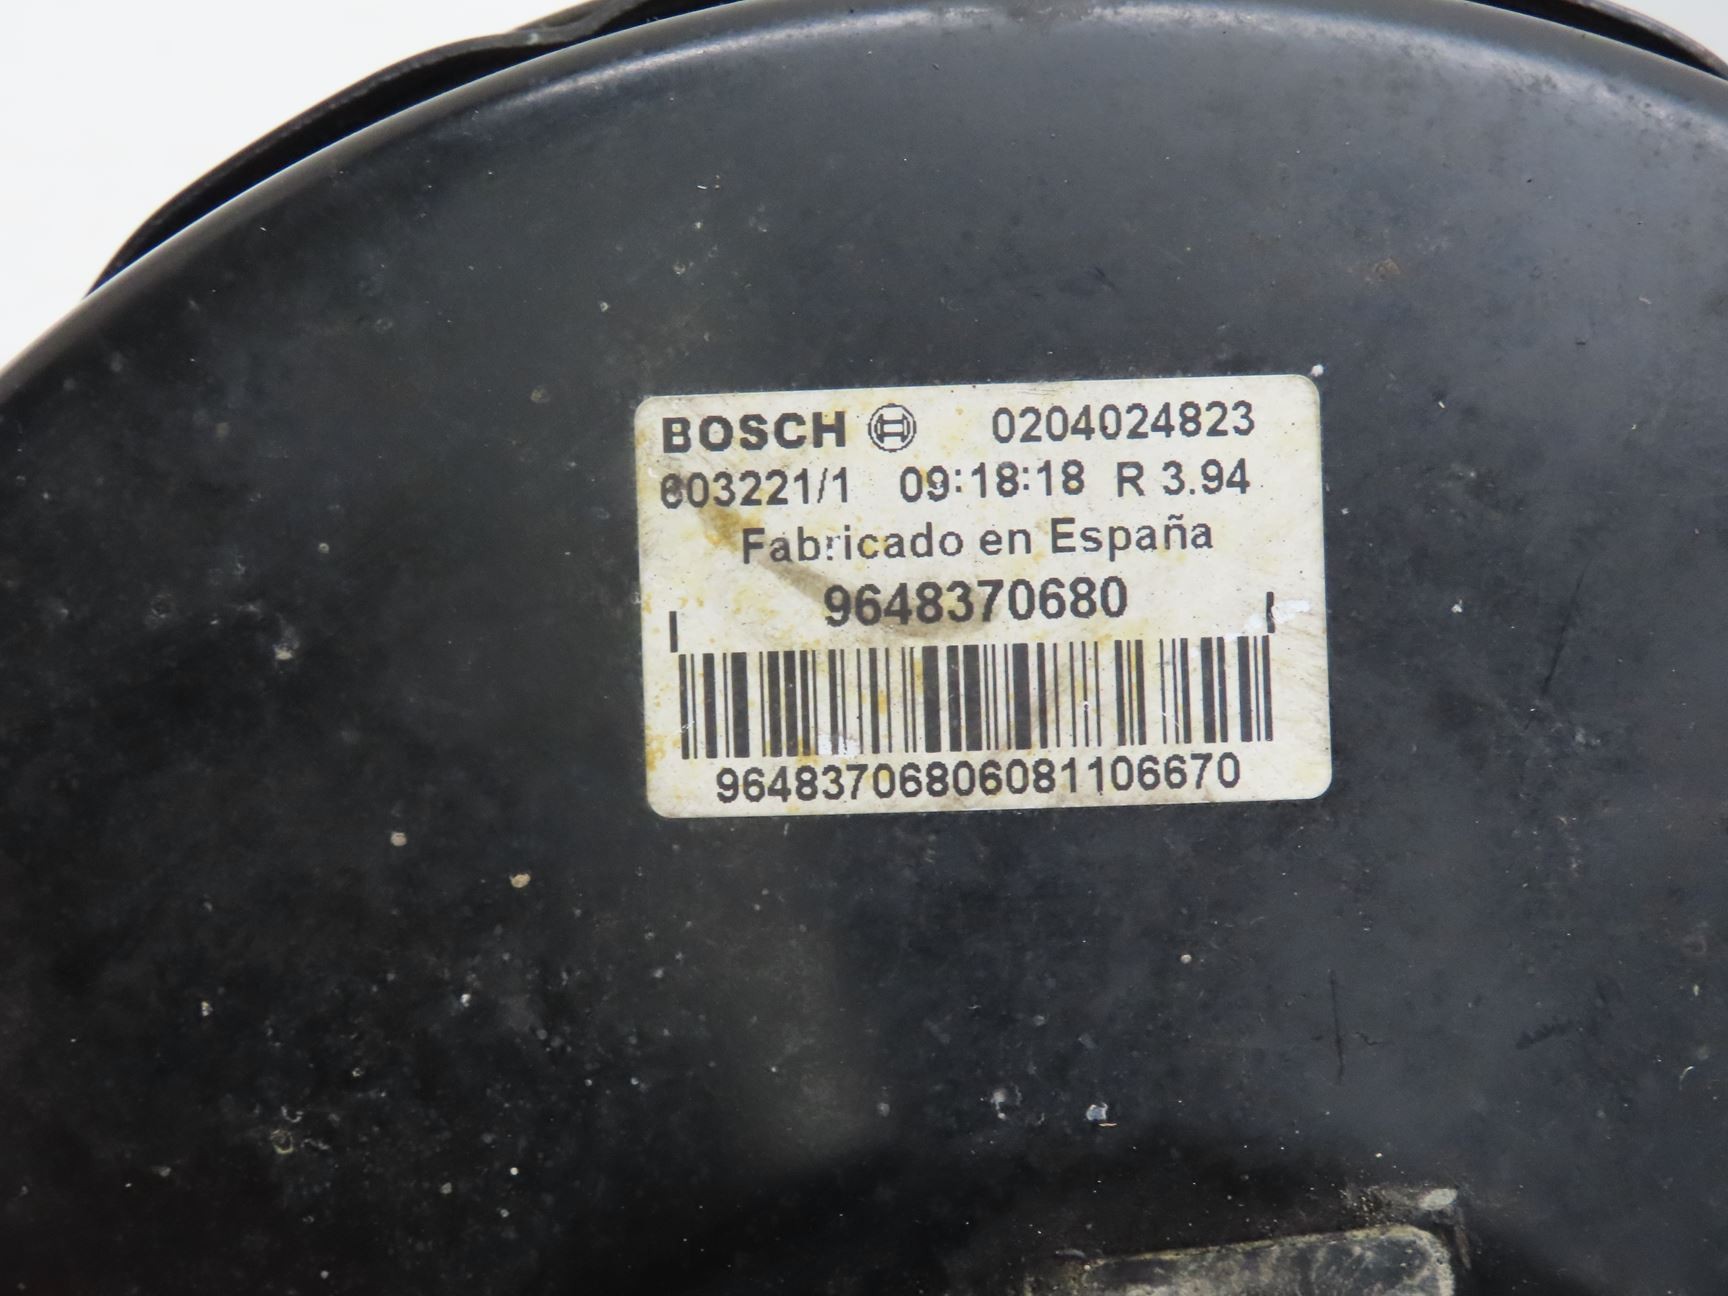 BOSCH 0204024823
603221/1 09:18:18 R 3.94
Fabricado en España
9648370680
96483706806081106670